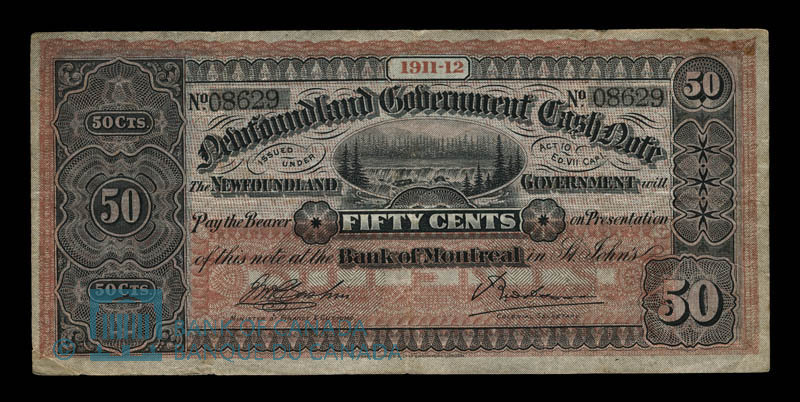 1911-12
50 CTS.
No 08629
No 08629
50
Newfoundland Government Cash Note
ISSUED UNDER
ACT 10 ED. VII CAP.
The NEWFOUNDLAND GOVERNMENT will
50
Pay the Bearer FIFTY CENTS on Presentation
of this note at the Bank of Montreal in St. John's
50 CTS.
50
© BANK OF CANADA
BANQUE DU CANADA